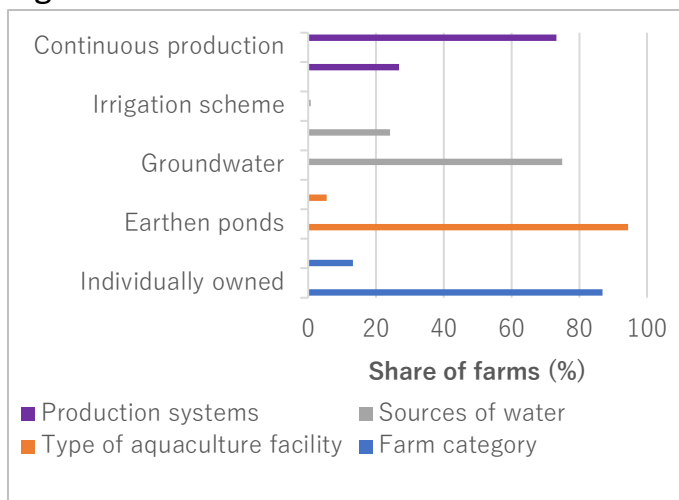 Continuous production
Irrigation scheme
Groundwater
Earthen ponds
Individually owned
0 20 40 60 80 100
Share of farms (%)
Production systems Sources of water
Type of aquaculture facility Farm category